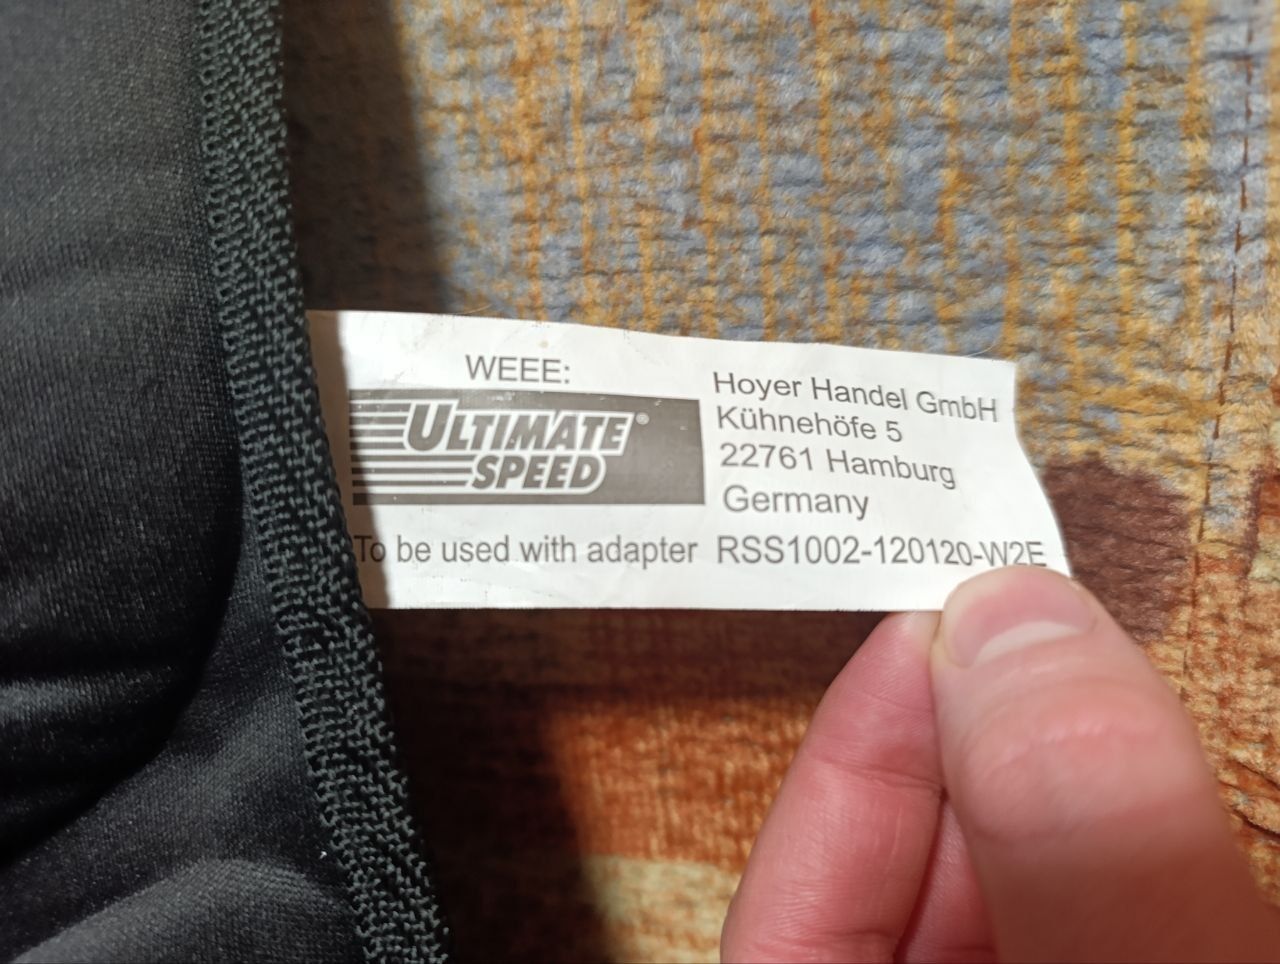 WEEE:
ULTIMATE SPEED®
Hoyer Handel GmbH
Kühnehöfe 5
22761 Hamburg
Germany
To be used with adapter RSS1002-120120-W2E